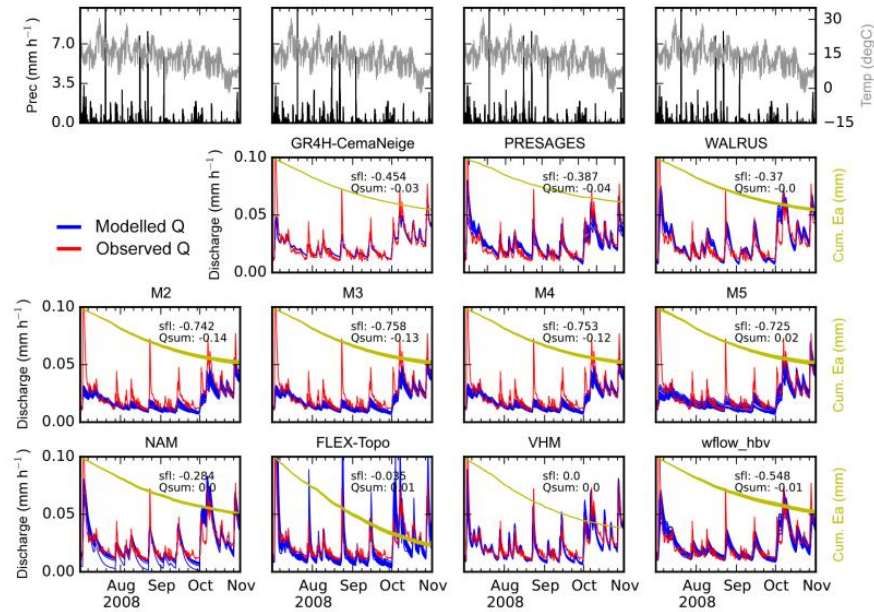 Prec (mm h⁻¹)
7.0
3.5
0.0
30
15
0
−15
Temp (degC)
GR4H-CemaNeige PRESAGES WALRUS
Modelled Q
Observed Q
Discharge (mm h⁻¹)
0.10
0.05
0.00
sfl: -0.454
Qsum: -0.03
sfl: -0.387
Qsum: -0.04
sfl: -0.37
Qsum: -0.0
Cum. Ea (mm)
M2 M3 M4 M5
Discharge (mm h⁻¹)
0.10
0.05
0.00
sfl: -0.742
Qsum: -0.14
sfl: -0.758
Qsum: -0.13
sfl: -0.753
Qsum: -0.12
sfl: -0.725
Qsum: 0.02
Cum. Ea (mm)
NAM FLEX-Topo VHM wflow_hbv
Discharge (mm h⁻¹)
0.10
0.05
0.00
sfl: -0.284
Qsum: 0.0
sfl: -0.035
Qsum: 0.01
sfl: 0.0
Qsum: 0.0
sfl: -0.548
Qsum: -0.01
Cum. Ea (mm)
Aug Sep Oct Nov
2008
Aug Sep Oct Nov
2008
Aug Sep Oct Nov
2008
Aug Sep Oct Nov
2008